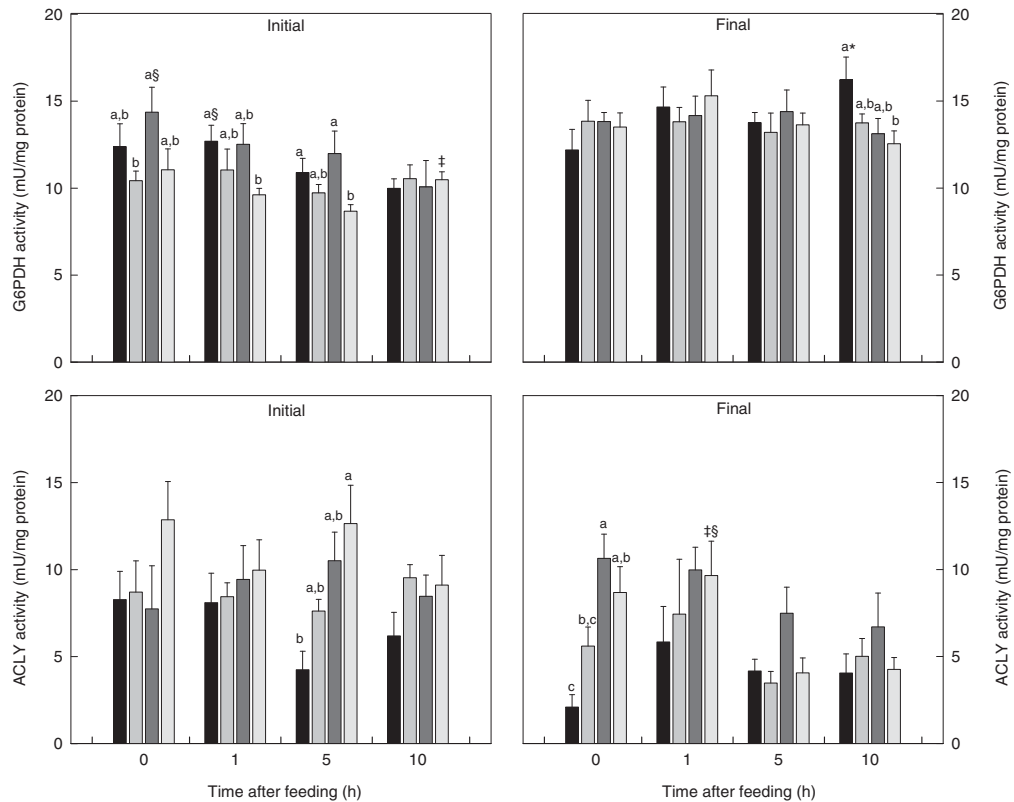 20
Initial
15
10
5
0
G6PDH activity (mU/mg protein)
a,b
b
a§
a,b
a§
a,b
a,b
b
a
a,b
a
b
‡
Final
a*
a,b
a,b
b
20
15
10
5
0
G6PDH activity (mU/mg protein)
20
Initial
15
10
5
0
ACLY activity (mU/mg protein)
b
a,b
a,b
a
0
1
5
10
Time after feeding (h)
Final
c
b,c
a
a,b
‡§
20
15
10
5
0
ACLY activity (mU/mg protein)
0
1
5
10
Time after feeding (h)